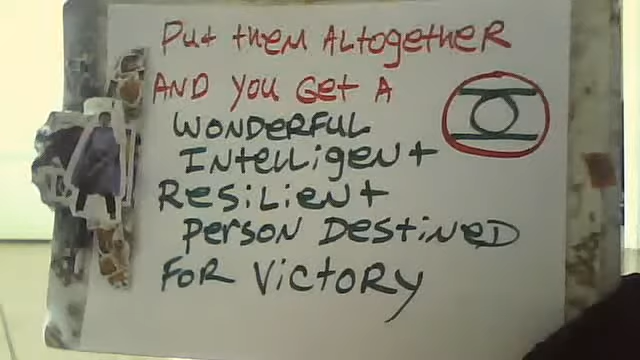 Put them Altogether
AND you Get A
WONDERFUL
Intelligent
Resilient
Person Destined
For Victory